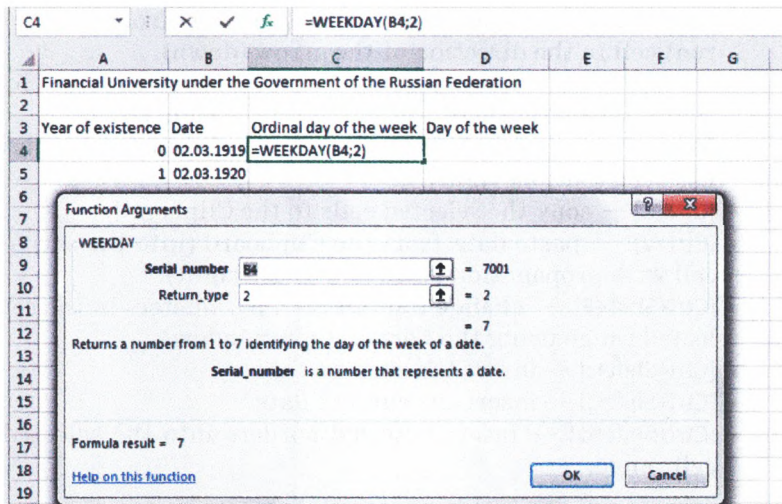 C4 fx =WEEKDAY(B4;2)
A B C D E F G
1 Financial University under the Government of the Russian Federation
2
3 Year of existence Date Ordinal day of the week Day of the week
4 0 02.03.1919 =WEEKDAY(B4;2)
5 1 02.03.1920
6
7
8
9
10
11
12
13
14
15
16
17
18
19
Function Arguments ? X
WEEKDAY
Serial_number B4 = 7001
Return_type 2 = 2
= 7
Returns a number from 1 to 7 identifying the day of the week of a date.
Serial_number is a number that represents a date.
Formula result = 7
Help on this function OK Cancel